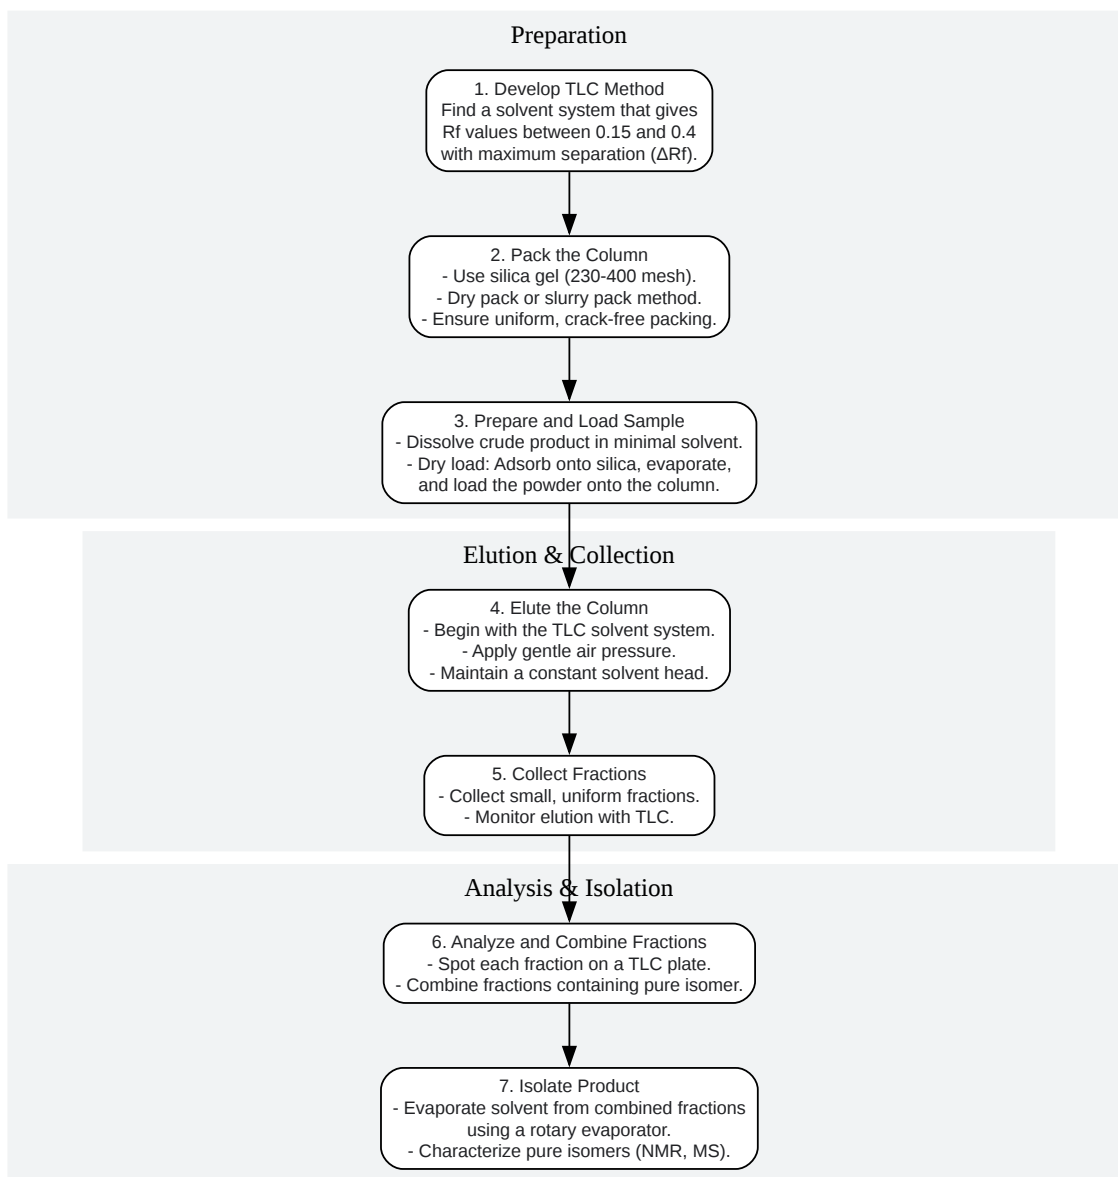 Preparation
1. Develop TLC Method
Find a solvent system that gives
Rf values between 0.15 and 0.4
with maximum separation (ΔRf).
2. Pack the Column
- Use silica gel (230-400 mesh).
- Dry pack or slurry pack method.
- Ensure uniform, crack-free packing.
3. Prepare and Load Sample
- Dissolve crude product in minimal solvent.
- Dry load: Adsorb onto silica, evaporate,
and load the powder onto the column.
Elution & Collection
4. Elute the Column
- Begin with the TLC solvent system.
- Apply gentle air pressure.
- Maintain a constant solvent head.
5. Collect Fractions
- Collect small, uniform fractions.
- Monitor elution with TLC.
Analysis & Isolation
6. Analyze and Combine Fractions
- Spot each fraction on a TLC plate.
- Combine fractions containing pure isomer.
7. Isolate Product
- Evaporate solvent from combined fractions
using a rotary evaporator.
- Characterize pure isomers (NMR, MS).